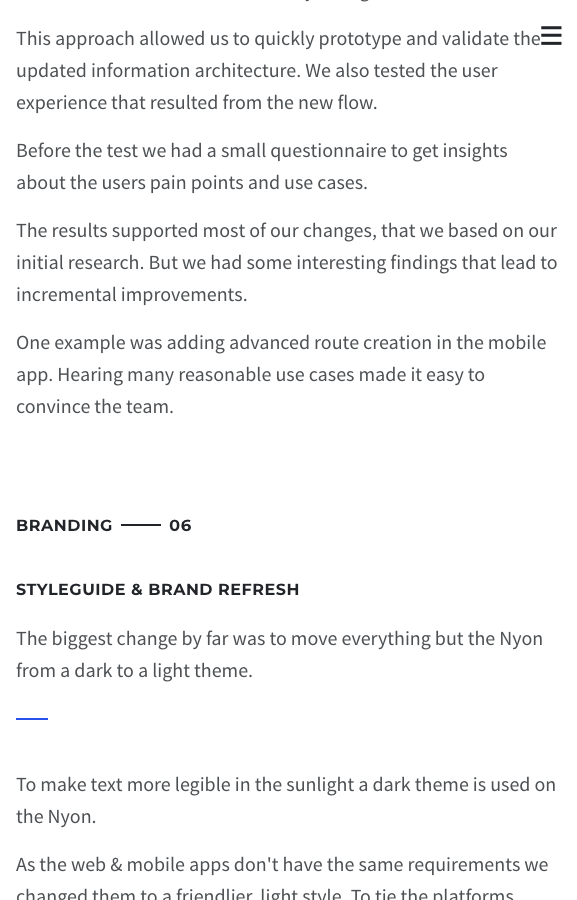 This approach allowed us to quickly prototype and validate the
updated information architecture. We also tested the user
experience that resulted from the new flow.
Before the test we had a small questionnaire to get insights
about the users pain points and use cases.
The results supported most of our changes, that we based on our
initial research. But we had some interesting findings that lead to
incremental improvements.
One example was adding advanced route creation in the mobile
app. Hearing many reasonable use cases made it easy to
convince the team.
BRANDING —— 06
STYLEGUIDE & BRAND REFRESH
The biggest change by far was to move everything but the Nyon
from a dark to a light theme.
To make text more legible in the sunlight a dark theme is used on
the Nyon.
As the web & mobile apps don't have the same requirements we
changed them to a friendlier, light style. To tie the platforms